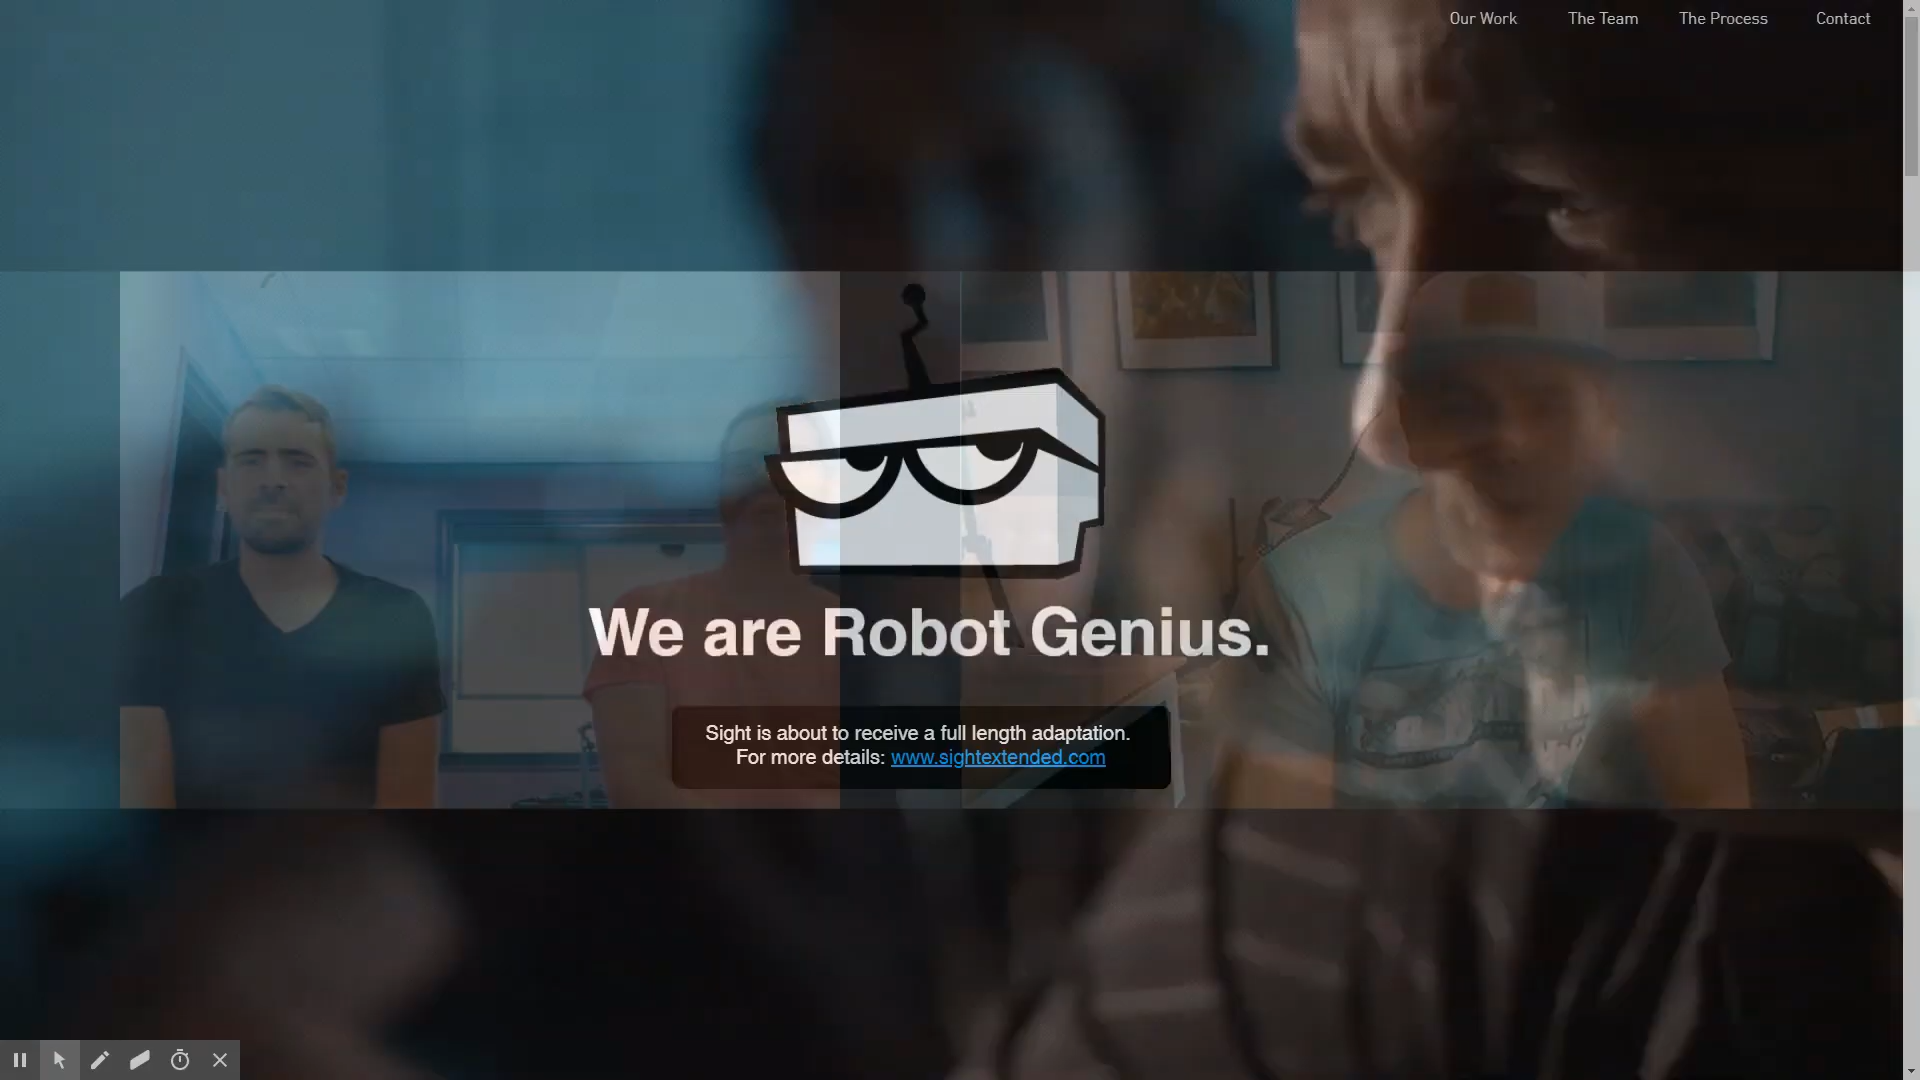 Our Work
The Team
The Process
Contact
We are Robot Genius.
Sight is about to receive a full length adaptation.
For more details: www.sightextended.com